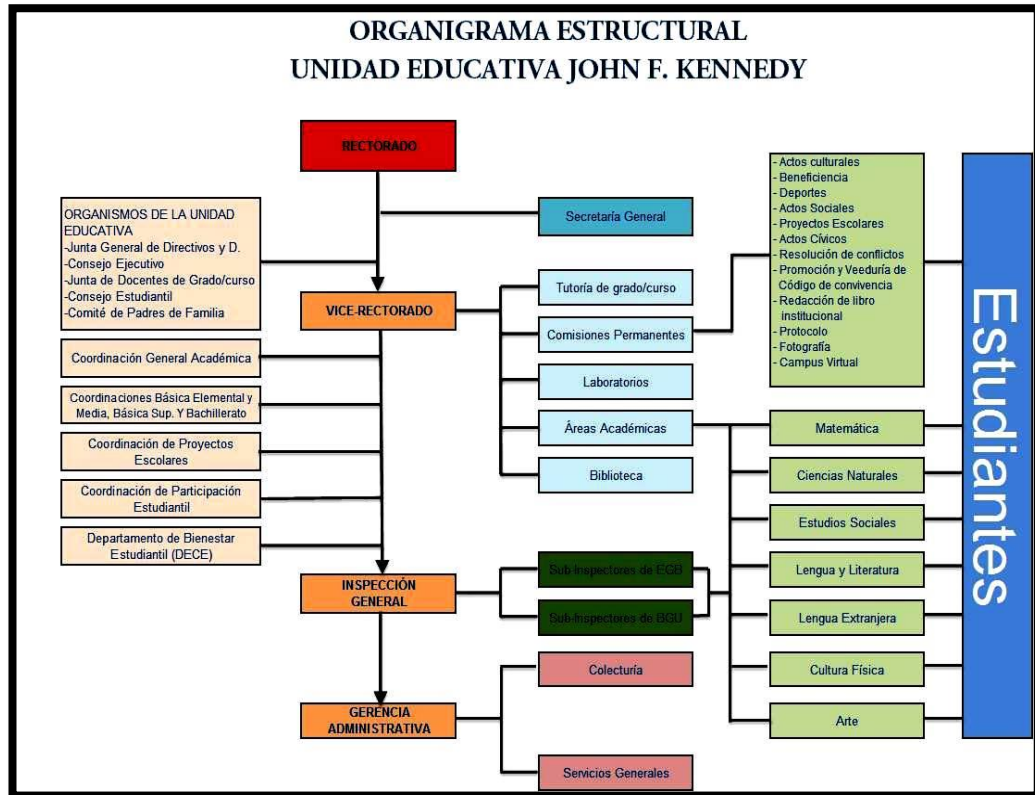 ORGANIGRAMA ESTRUCTURAL
UNIDAD EDUCATIVA JOHN F. KENNEDY
RECTORADO
ORGANISMOS DE LA UNIDAD
EDUCATIVA
-Junta General de Directivos y D.
-Consejo Ejecutivo
-Junta de Docentes de Grado/curso
-Consejo Estudiantil
-Comité de Padres de Familia
Secretaría General
VICE-RECTORADO
Coordinación General Académica
Coordinaciones Básica Elemental y
Media, Básica Sup. Y Bachillerato
Coordinación de Proyectos
Escolares
Coordinación de Participación
Estudiantil
Departamento de Bienestar
Estudiantil (DECE)
Tutoría de grado/curso
Comisiones Permanentes
Laboratorios
Áreas Académicas
Biblioteca
- Actos culturales
- Beneficencia
- Deportes
- Actos Sociales
- Proyectos Escolares
- Actos Cívicos
- Resolución de conflictos
- Promoción y Veeduría de
Código de convivencia
- Redacción de libro
institucional
- Protocolo
- Fotografía
- Campus Virtual
Matemática
Ciencias Naturales
Estudios Sociales
Lengua y Literatura
Lengua Extranjera
Cultura Física
Arte
Estudiantes
INSPECCIÓN
GENERAL
Sub-Inspectores de EGB
Sub-Inspectores de BGU
GERENCIA
ADMINISTRATIVA
Colecturía
Servicios Generales